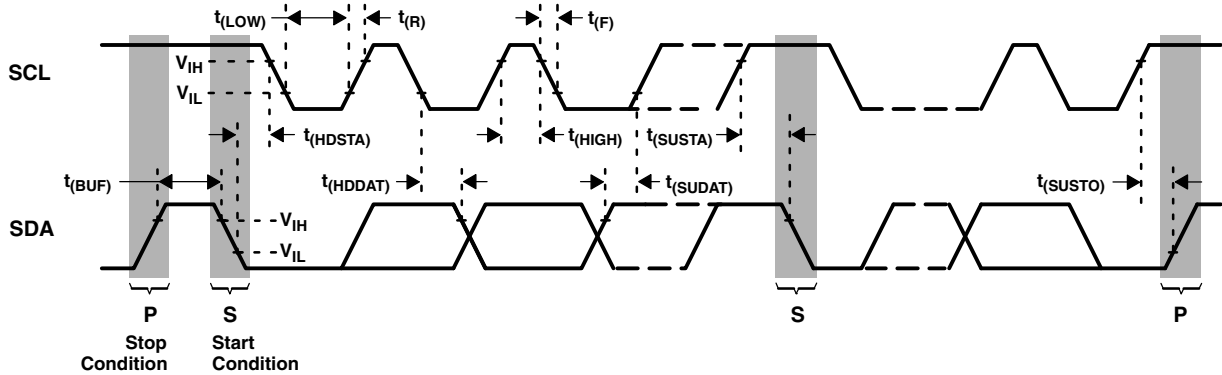 t(LOW)
t(R)
t(F)
SCL
VIH
VIL
t(HDSTA)
t(HIGH)
t(SUSTA)
t(BUF)
t(HDDAT)
t(SUDAT)
t(SUSTO)
SDA
VIH
VIL
P
S
S
P
Stop
Condition
Start
Condition